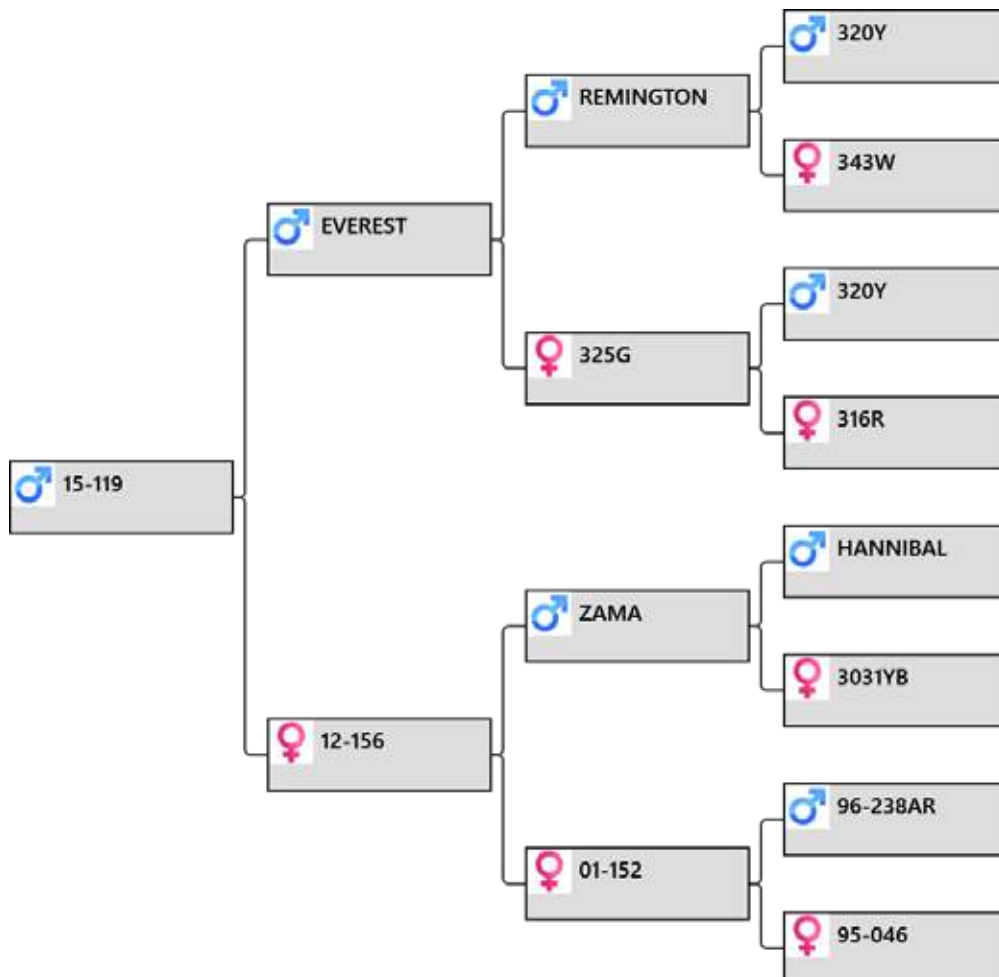 320Y
REMINGTON
343W
EVEREST
320Y
325G
316R
15-119
HANNIBAL
ZAMA
3031YB
12-156
96-238AR
01-152
95-046